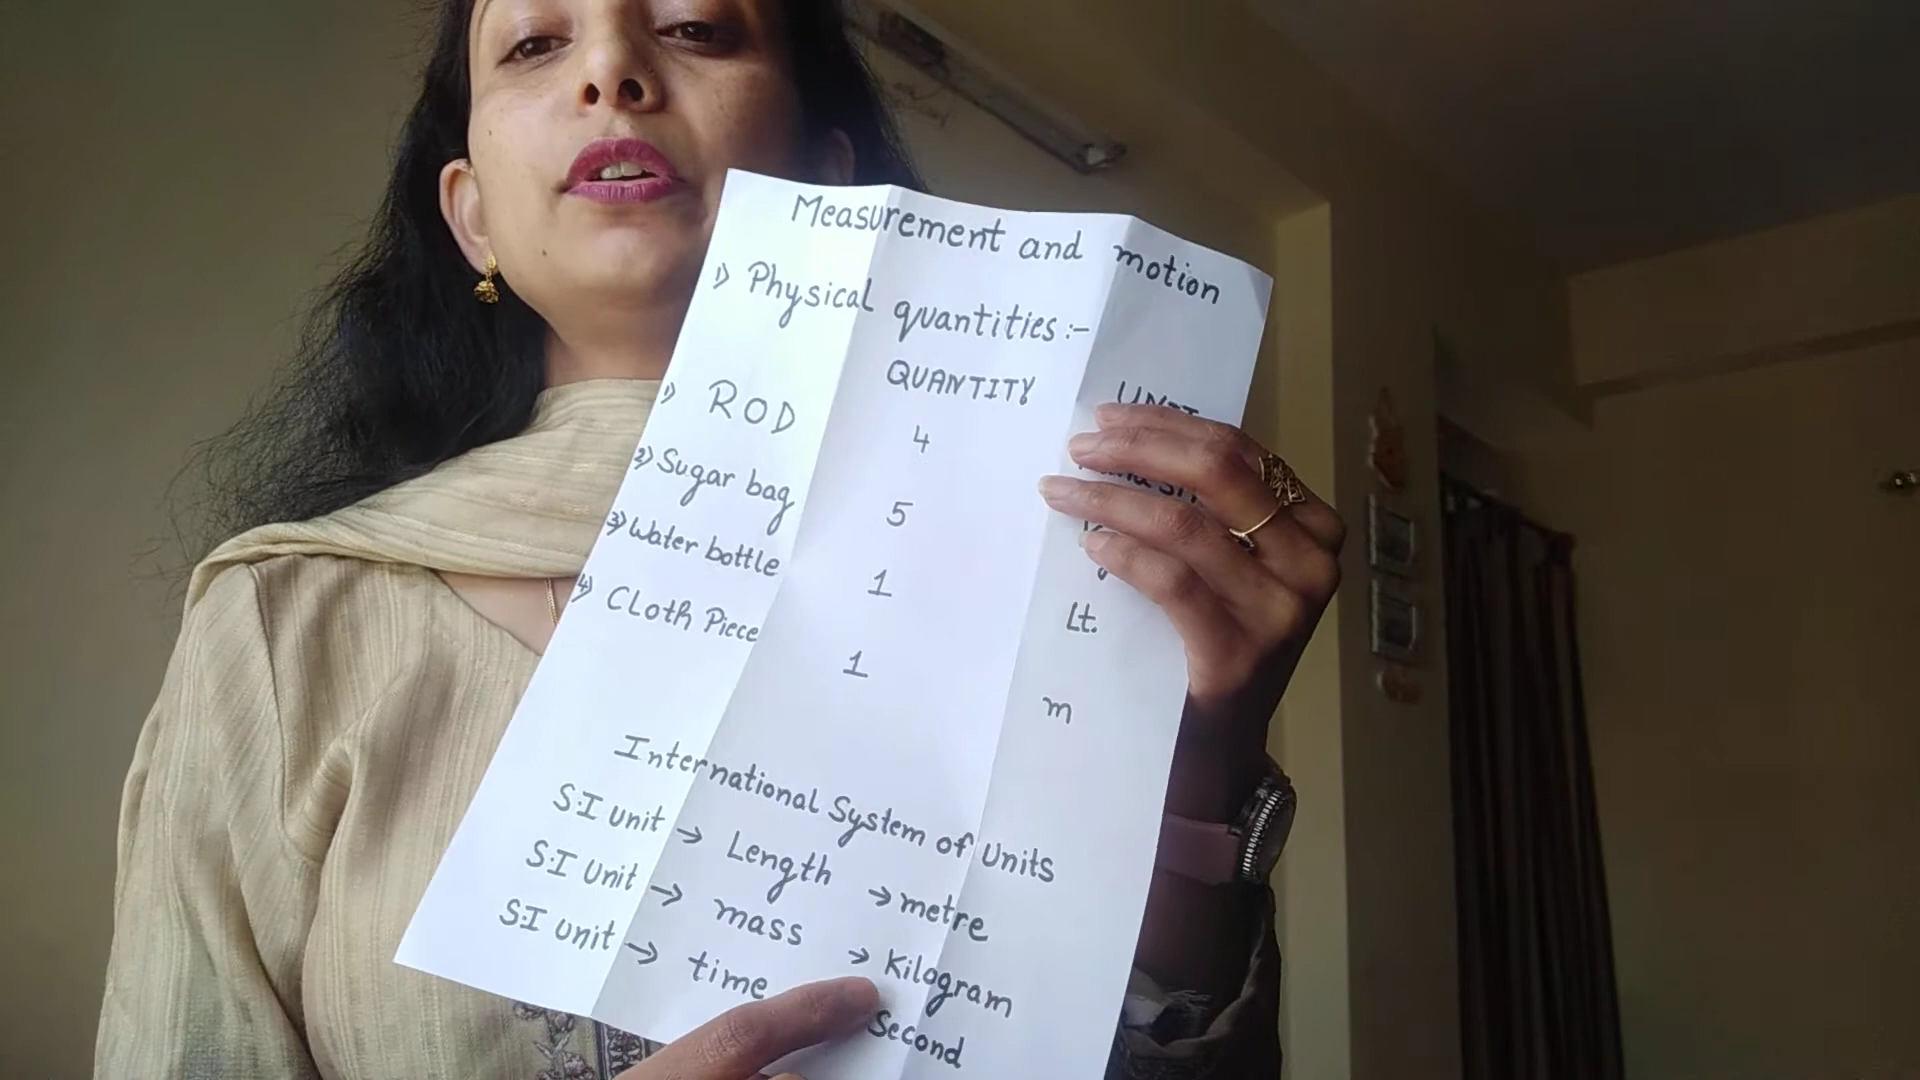 Measurement and motion
1) Physical quantities :-
QUANTITY
1) ROD 4
2) Sugar bag 5
3) Water bottle 1 Lt.
4) Cloth Piece 1 m
International System of Units
S.I unit → Length → metre
S.I Unit → mass → Kilogram
S.I unit → time Second